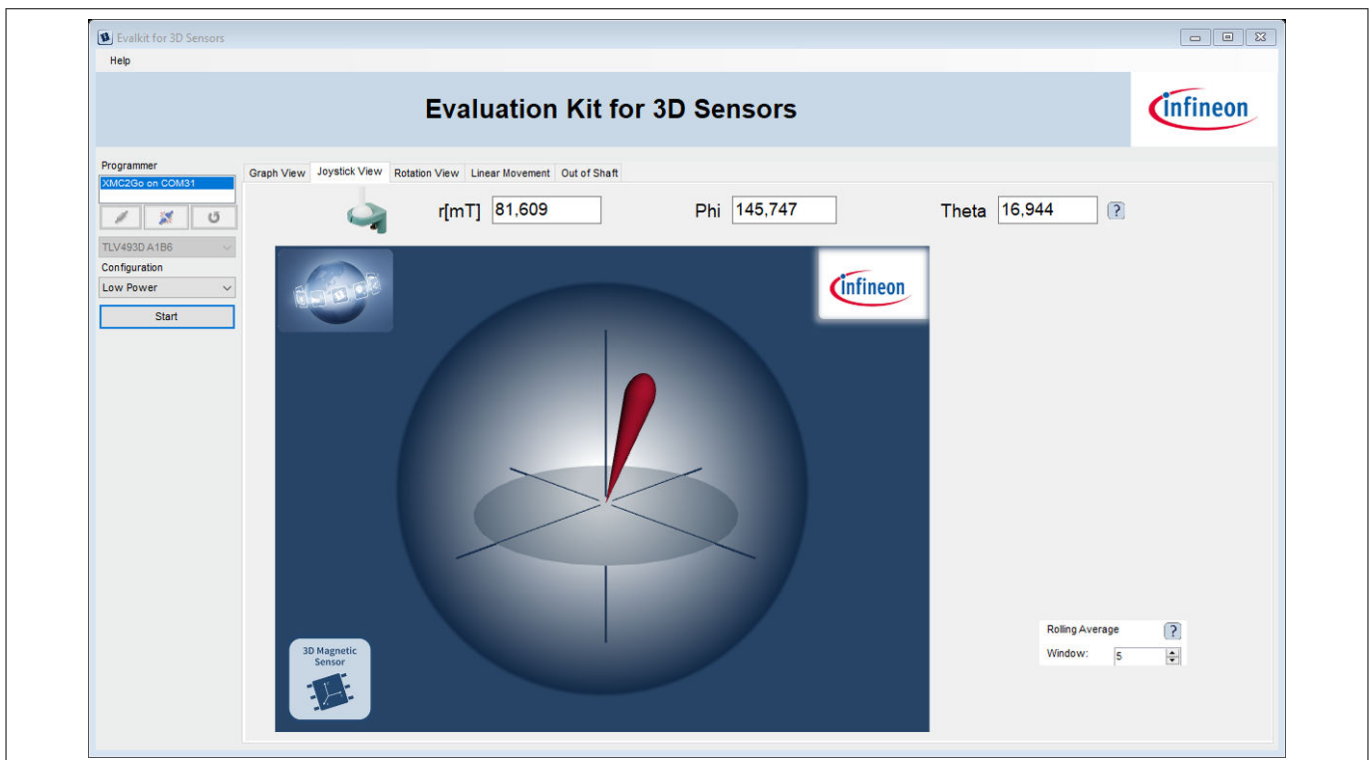 Evalkit for 3D Sensors
Help
Evaluation Kit for 3D Sensors
infineon
Programmer
XMC2Go on COM31
TLV493D A1B6
Configuration
Low Power
Start
Graph View Joystick View Rotation View Linear Movement Out of Shaft
r[mT] 81,609 Phi 145,747 Theta 16,944 ?
infineon
3D Magnetic
Sensor
Rolling Average ?
Window: 5